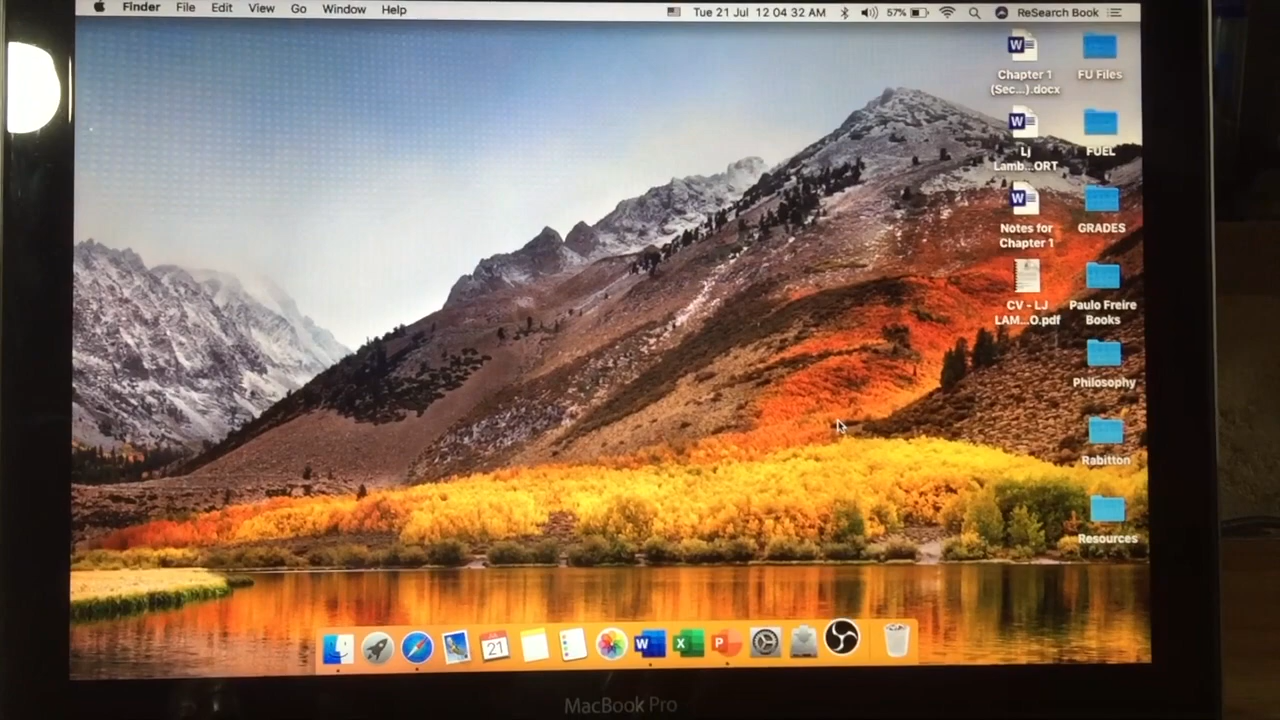 Finder File Edit View Go Window Help Tue 21 Jul 12 04 32 AM 57% ReSearch Book
Chapter 1
(Sec...).docx
FU Files
Lj
Lamb...ORT
FUEL
Notes for
Chapter 1
GRADES
CV - LJ
LAM...O.pdf
Paulo Freire
Books
Philosophy
Rabitton
Resources
JUL
21
W
X
P
MacBook Pro